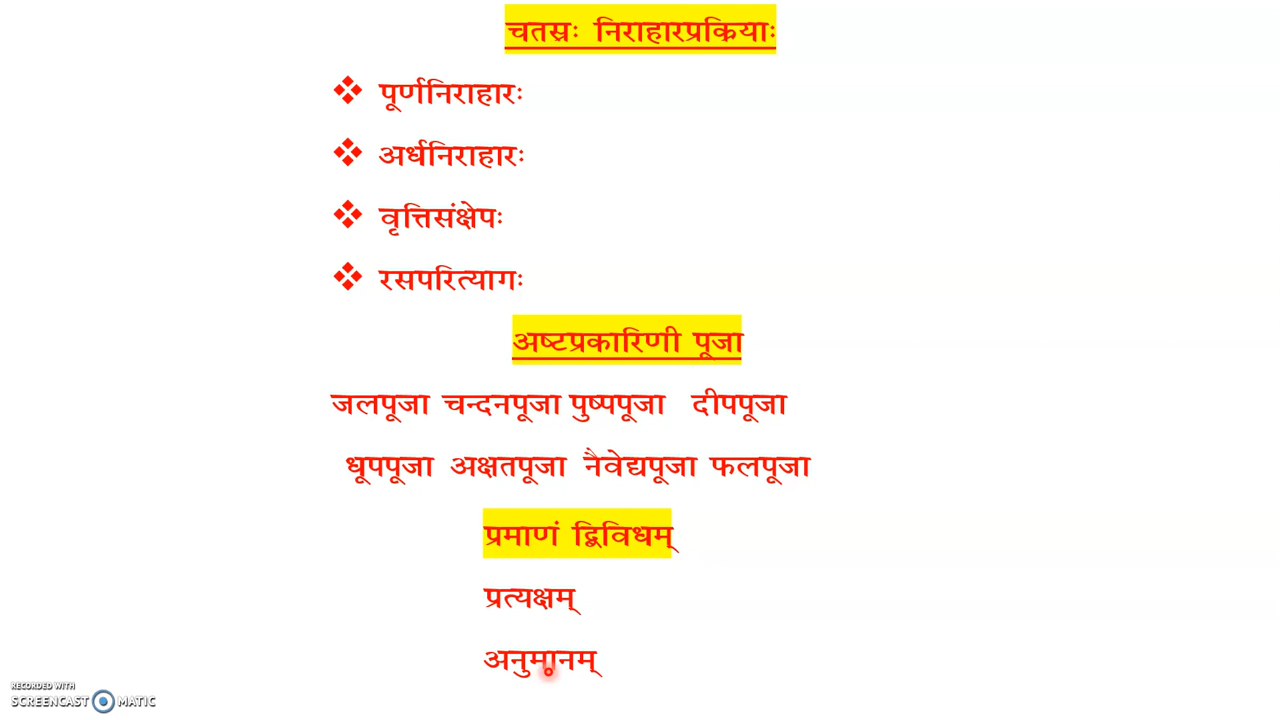 चतस्रः निराहारप्रक्रियाः
❖ पूर्णनिराहारः
❖ अर्धनिराहारः
❖ वृत्तिसंक्षेपः
❖ रसपरित्यागः
अष्टप्रकारिणी पूजा
जलपूजा चन्दनपूजा पुष्पपूजा दीपपूजा
धूपपूजा अक्षतपूजा नैवेद्यपूजा फलपूजा
प्रमाणं द्विविधम्
प्रत्यक्षम्
अनुमानम्
RECORDED WITH
SCREENCAST MATIC